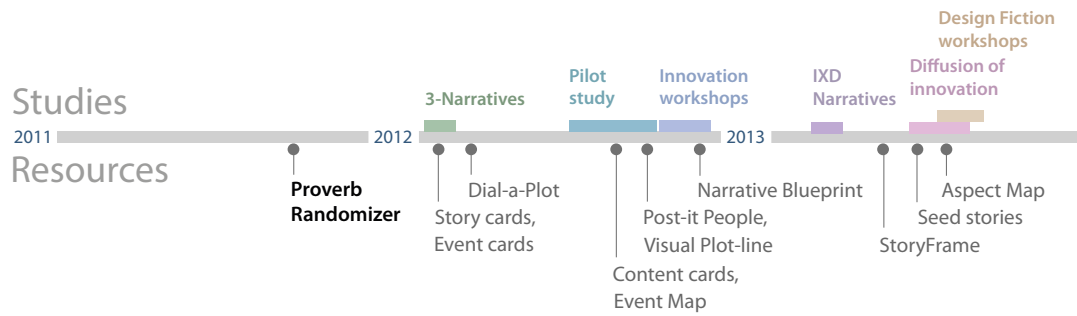 Design Fiction
workshops
Pilot
study
Innovation
workshops
IXD
Narratives
Diffusion of
innovation
3-Narratives
Studies
2011
2012
2013
Resources
Proverb
Randomizer
Dial-a-Plot
Story cards,
Event cards
Narrative Blueprint
Post-it People,
Visual Plot-line
Content cards,
Event Map
Aspect Map
Seed stories
StoryFrame